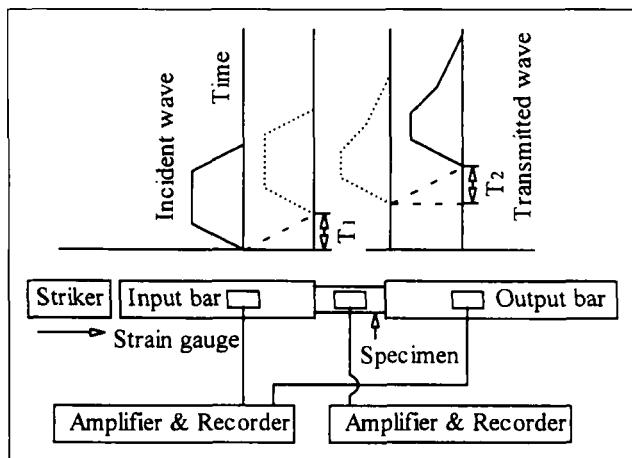 Incident wave
Time
T1
T2
Transmitted wave
Striker
Input bar
Output bar
Strain gauge
Specimen
Amplifier & Recorder
Amplifier & Recorder